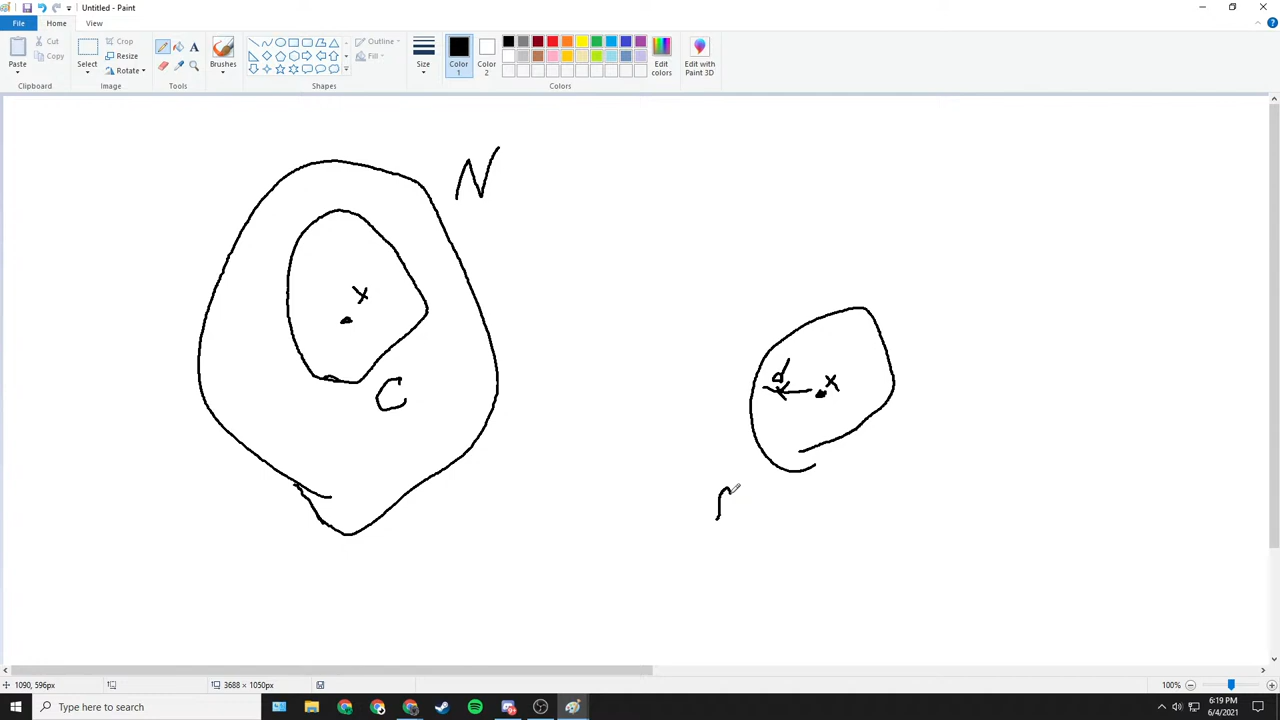 Untitled - Paint
File Home View
Paste
Cut
Copy
Clipboard
Select
Crop
Resize
Rotate
Image
A
Tools
Brushes
Outline
Fill
Shapes
Size
Color 1
Color 2
Edit colors
Edit with Paint 3D
Colors
N
x
C
d
x
1090, 596px
3688 × 1050px
100%
Type here to search
6:19 PM
6/4/2021